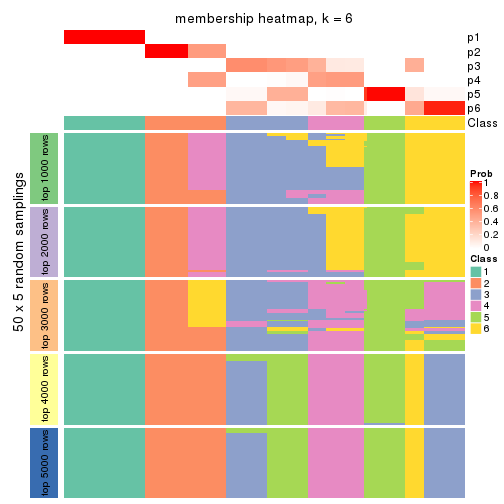 membership heatmap, k = 6
p1
p2
p3
p4
p5
p6
Class
50 x 5 random samplings
top 1000 rows
top 2000 rows
top 3000 rows
top 4000 rows
top 5000 rows
Prob
1
0.8
0.6
0.4
0.2
0
Class
1
2
3
4
5
6